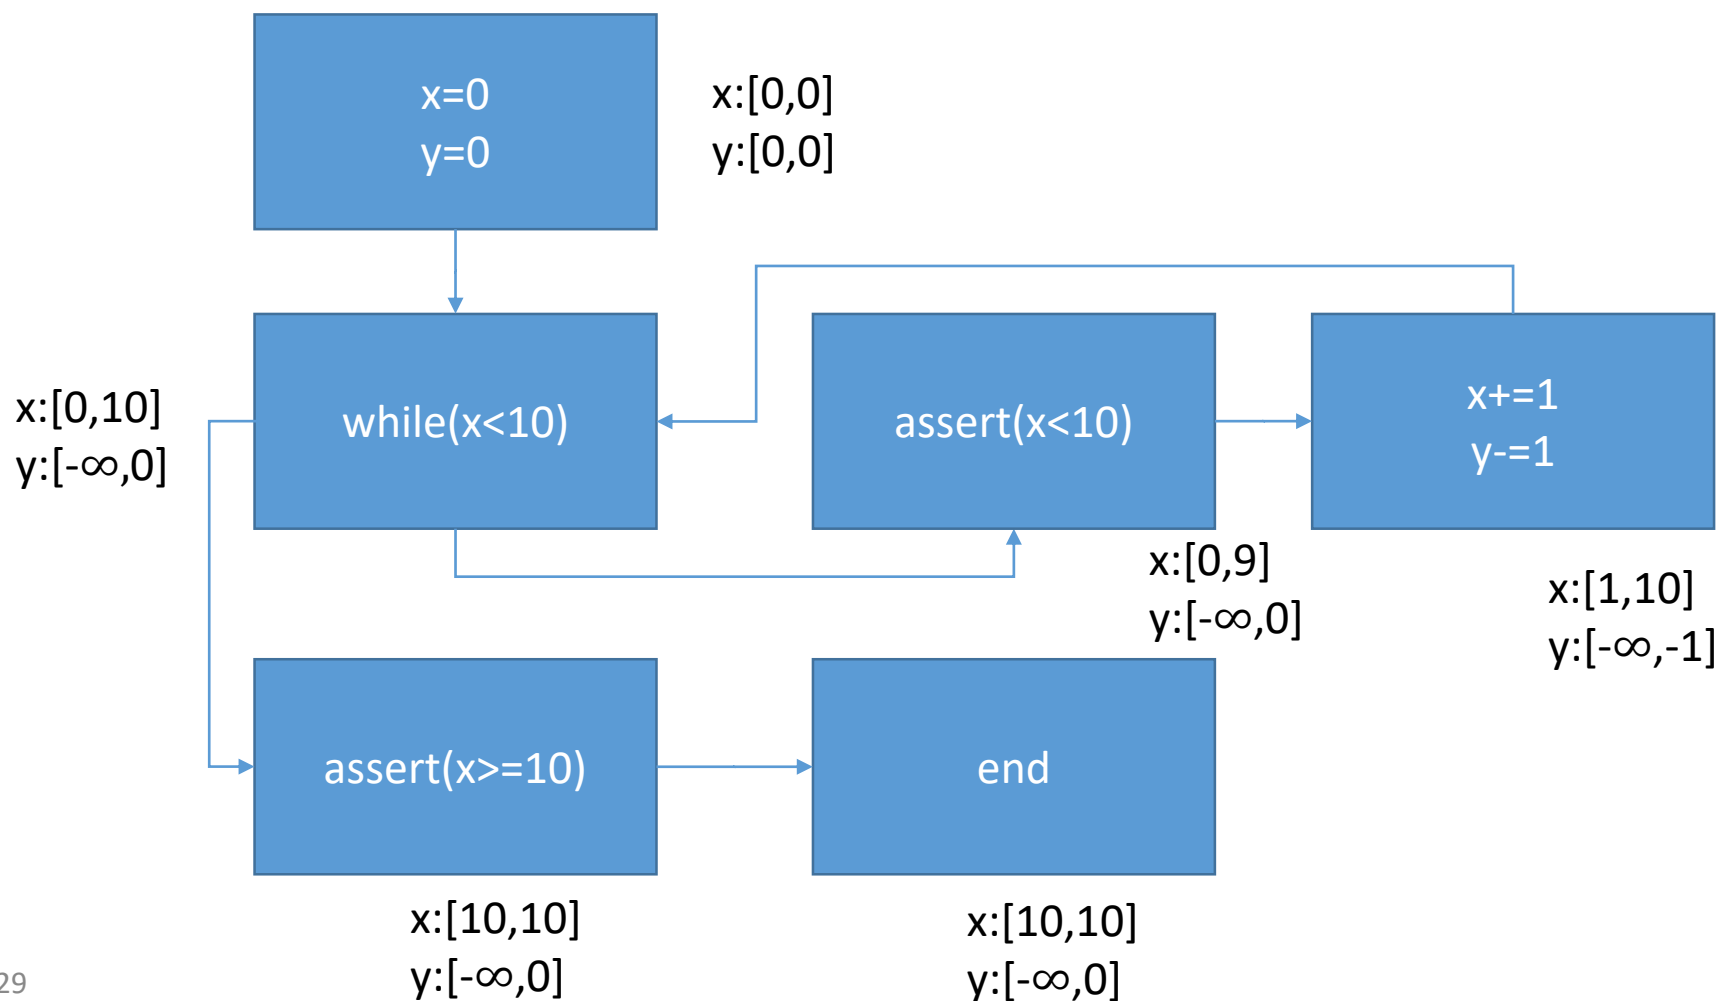 x=0
y=0
x:[0,0]
y:[0,0]
x:[0,10]
y:[-∞,0]
while(x<10)
assert(x<10)
x+=1
y-=1
x:[0,9]
y:[-∞,0]
x:[1,10]
y:[-∞,-1]
assert(x>=10)
end
x:[10,10]
y:[-∞,0]
x:[10,10]
y:[-∞,0]
29